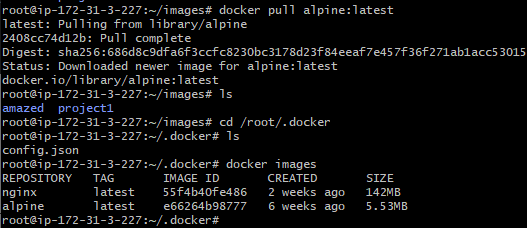 root@ip-172-31-3-227:~/images# docker pull alpine:latest
latest: Pulling from library/alpine
2408cc74d12b: Pull complete
Digest: sha256:686d8c9dfa6f3ccfc8230bc3178d23f84eeaf7e457f36f271ab1acc53015
Status: Downloaded newer image for alpine:latest
docker.io/library/alpine:latest
root@ip-172-31-3-227:~/images# ls
amazed  project1
root@ip-172-31-3-227:~/images# cd /root/.docker
root@ip-172-31-3-227:~/.docker# ls
config.json
root@ip-172-31-3-227:~/.docker# docker images
REPOSITORY   TAG       IMAGE ID       CREATED       SIZE
nginx        latest    55f4b40fe486   2 weeks ago   142MB
alpine       latest    e66264b98777   6 weeks ago   5.53MB
root@ip-172-31-3-227:~/.docker#